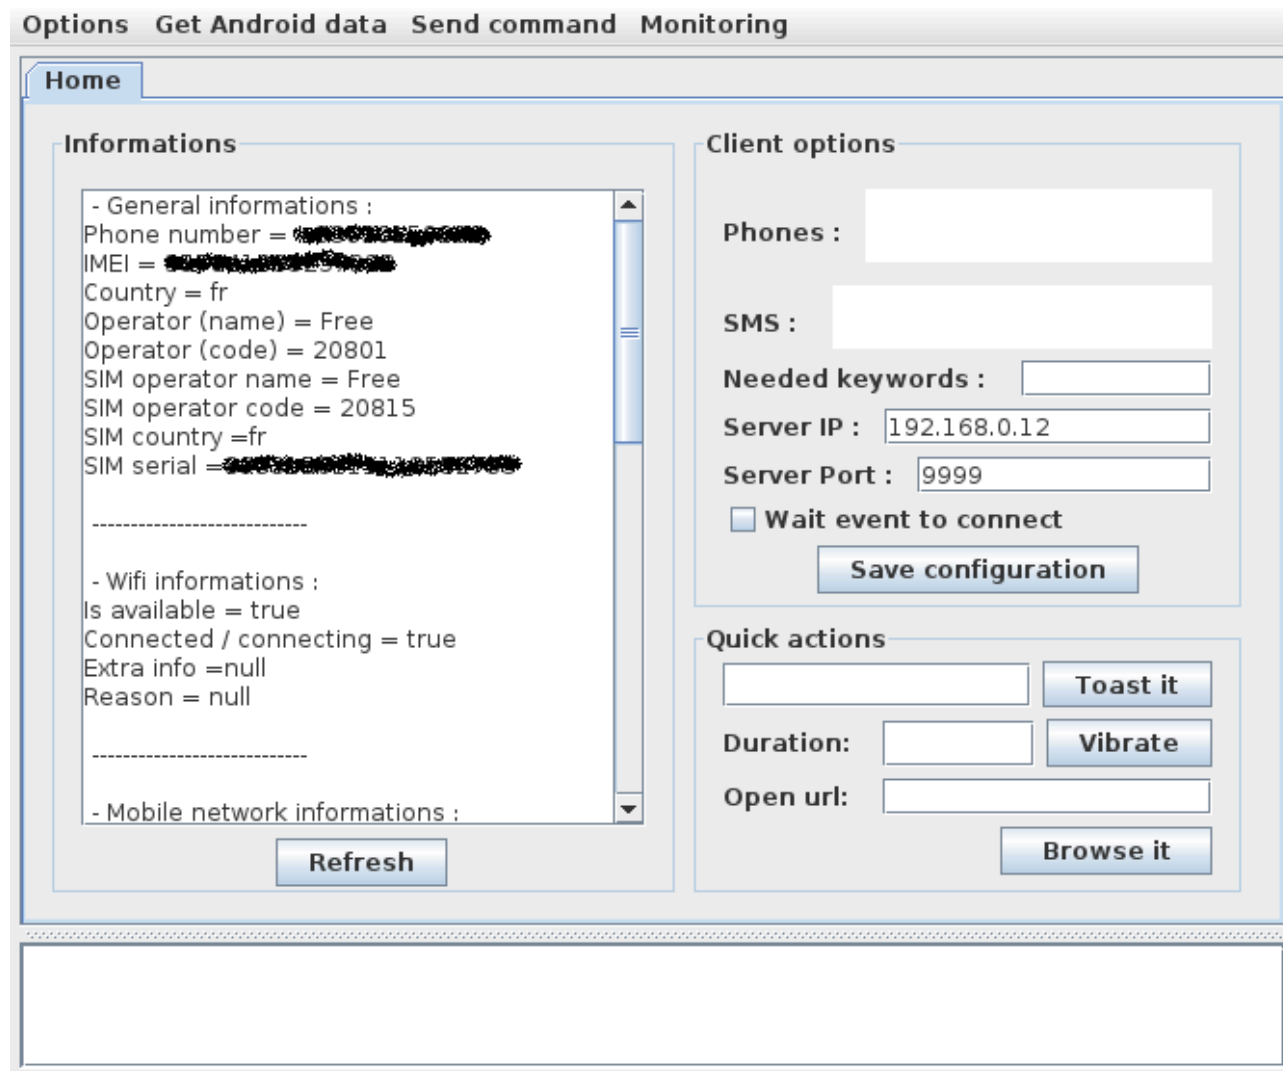 Options Get Android data Send command Monitoring
Home
Informations
- General informations :
Phone number =
IMEI =
Country = fr
Operator (name) = Free
Operator (code) = 20801
SIM operator name = Free
SIM operator code = 20815
SIM country =fr
SIM serial =
---------------------------
- Wifi informations :
Is available = true
Connected / connecting = true
Extra info =null
Reason = null
---------------------------
- Mobile network informations :
Refresh
Client options
Phones :
SMS :
Needed keywords :
Server IP : 192.168.0.12
Server Port : 9999
Wait event to connect
Save configuration
Quick actions
Toast it
Duration: Vibrate
Open url:
Browse it